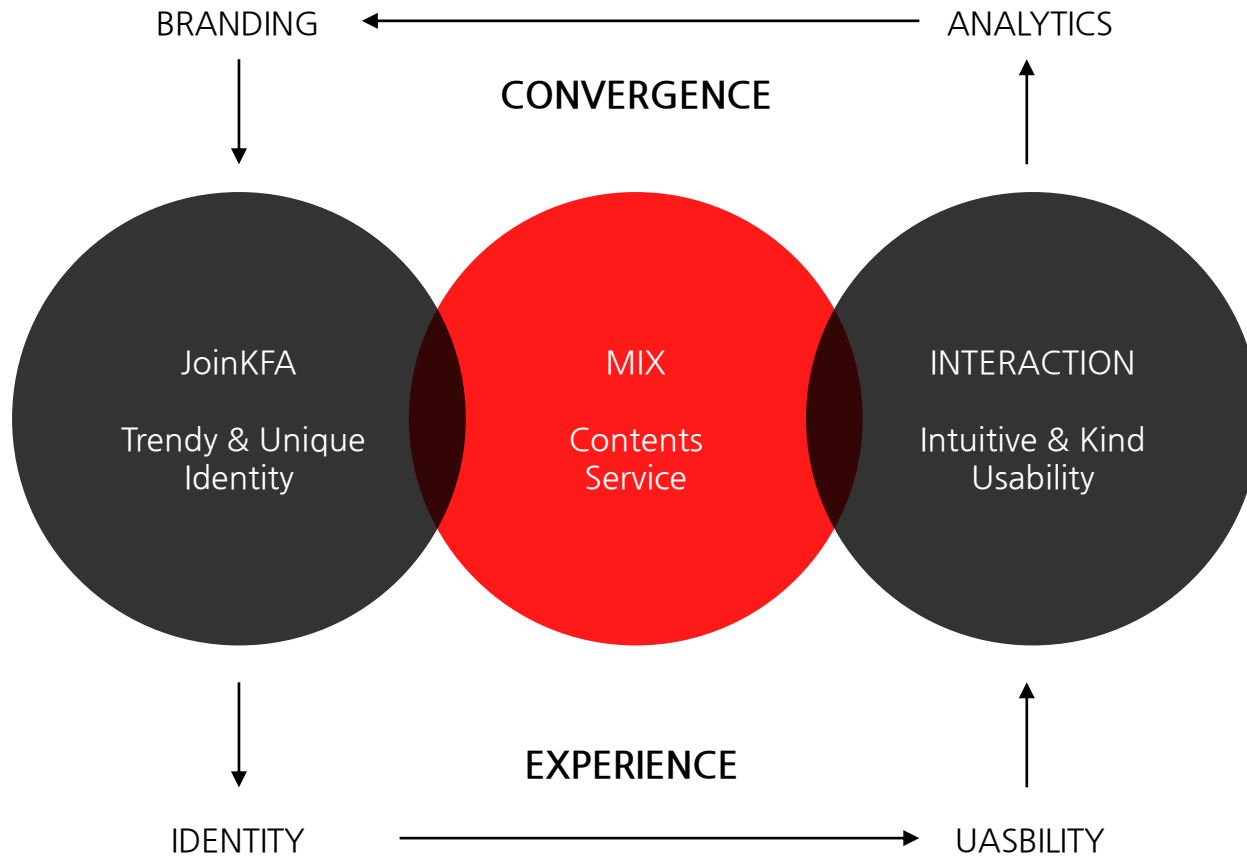 BRANDING
ANALYTICS
CONVERGENCE
JoinKFA
Trendy & Unique
Identity
MIX
Contents
Service
INTERACTION
Intuitive & Kind
Usability
EXPERIENCE
IDENTITY
UASBILITY